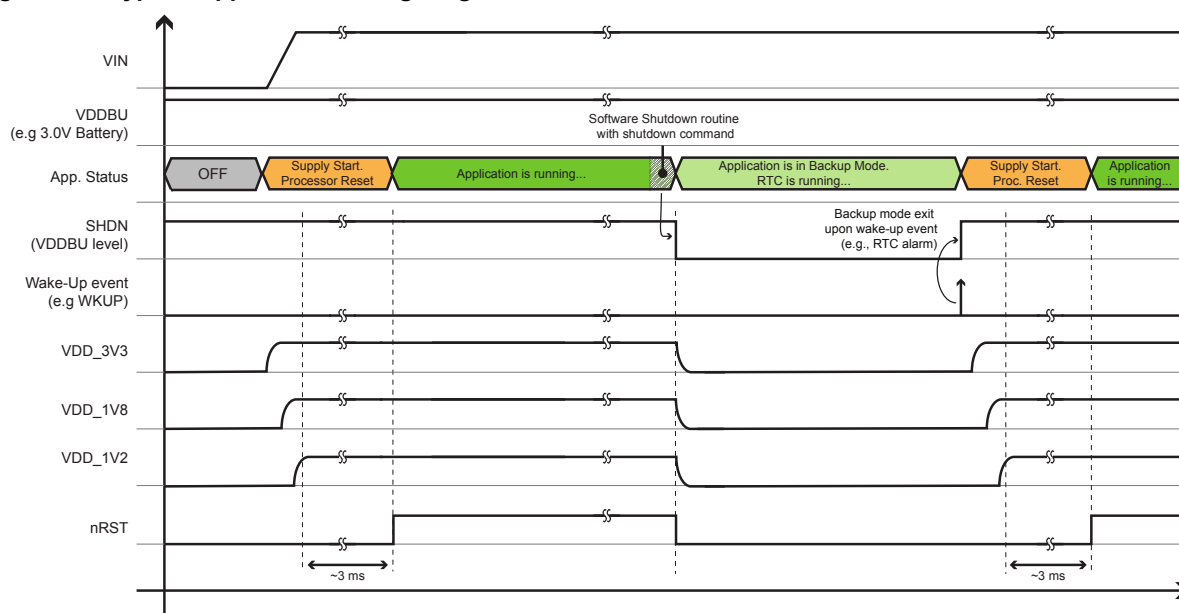 VIN
VDDBU
(e.g 3.0V Battery)
Software Shutdown routine
with shutdown command
App. Status
OFF
Supply Start.
Processor Reset
Application is running...
Application is in Backup Mode.
RTC is running...
Supply Start.
Proc. Reset
Application
is running...
SHDN
(VDDBU level)
Backup mode exit
upon wake-up event
(e.g., RTC alarm)
Wake-Up event
(e.g WKUP)
VDD_3V3
VDD_1V8
VDD_1V2
nRST
~3 ms
~3 ms